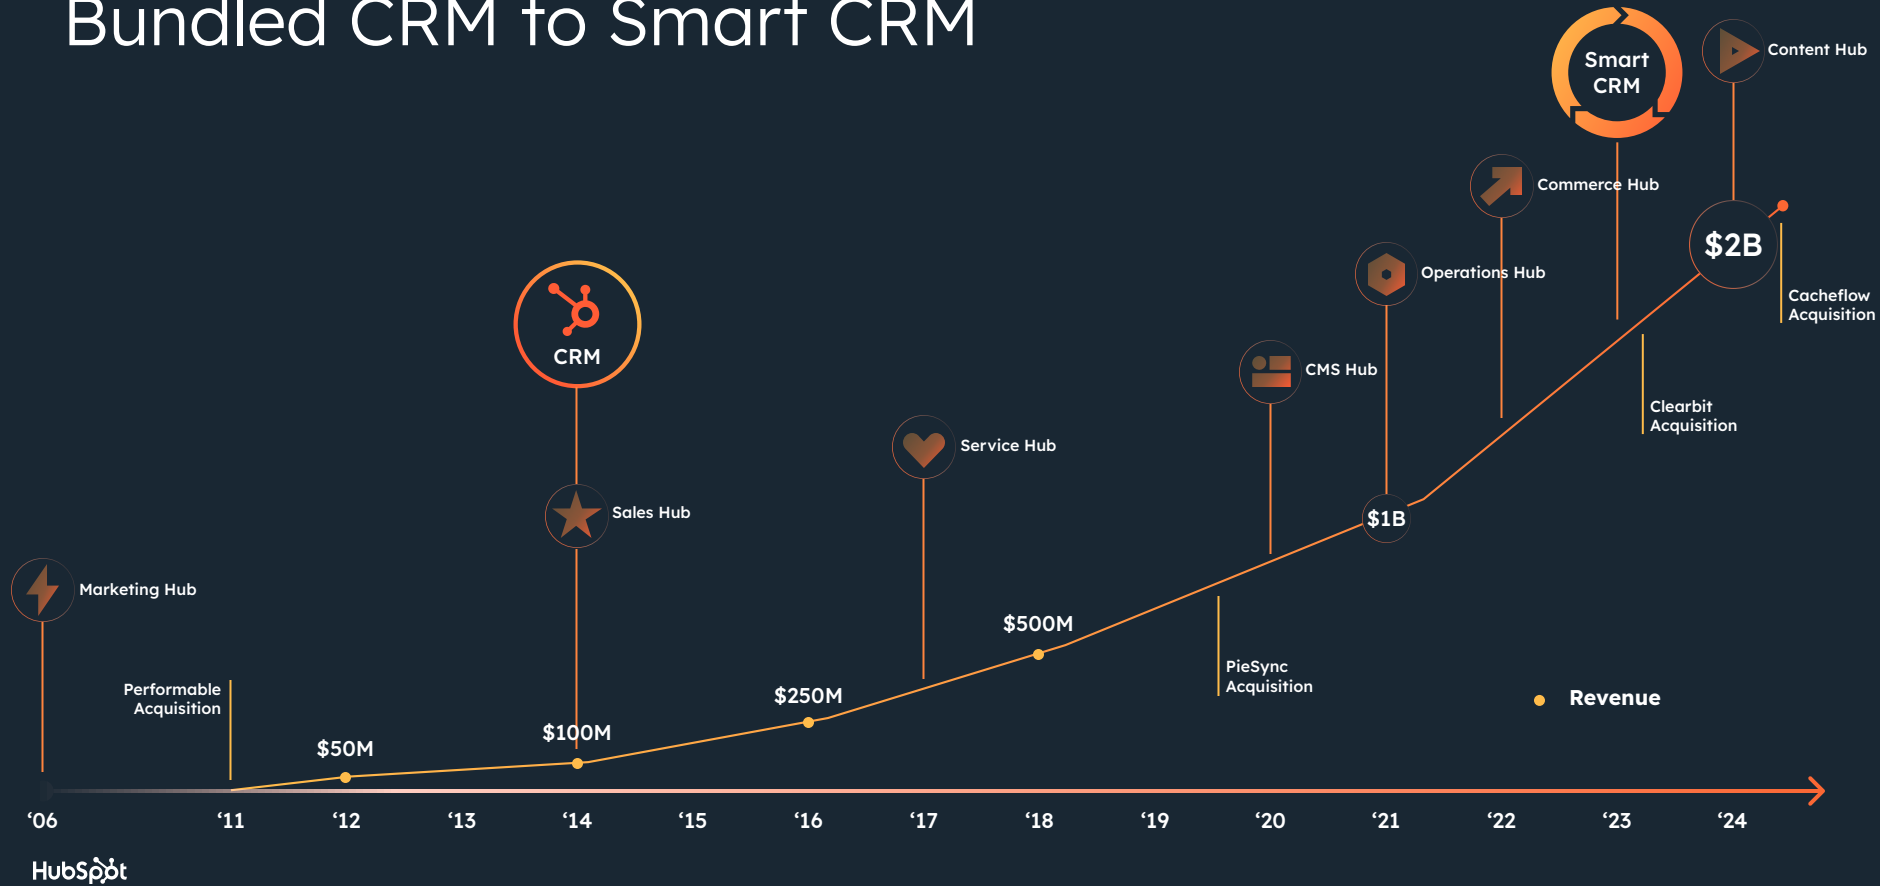 Bundled CRM to Smart CRM
Smart
CRM
Content Hub
Commerce Hub
$2B
Operations Hub
Cacheflow
Acquisition
CRM
CMS Hub
Clearbit
Acquisition
Service Hub
Sales Hub
$1B
Marketing Hub
$500M
PieSync
Acquisition
Performable
Acquisition
$250M
Revenue
$100M
$50M
‘06 ‘11 ‘12 ‘13 ‘14 ‘15 ‘16 ‘17 ‘18 ‘19 ‘20 ‘21 ‘22 ‘23 ‘24
HubSpot